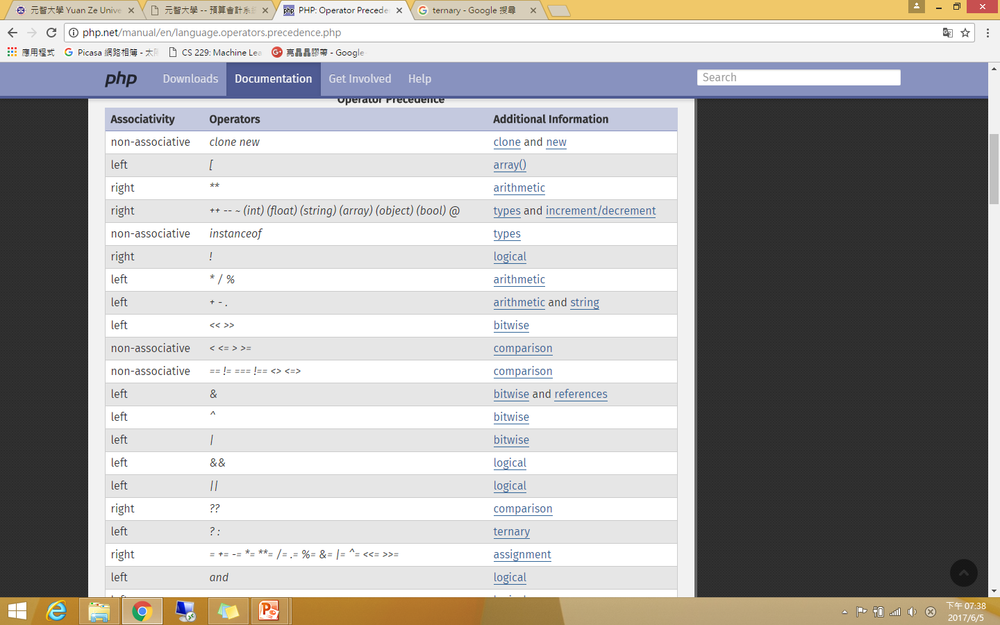 元智大學 Yuan Ze Unive
元智大學 -- 預算會計系
PHP: Operator Preceden
ternary - Google 搜尋
php.net/manual/en/language.operators.precedence.php
應用程式
Picasa 網路相簿 - 太
CS 229: Machine Lea
亮晶晶膠帶 - Google
php
Downloads
Documentation
Get Involved
Help
Search
Operator Precedence
Associativity Operators Additional Information
non-associative clone new clone and new
left [ array()
right ** arithmetic
right ++ -- ~ (int) (float) (string) (array) (object) (bool) @ types and increment/decrement
non-associative instanceof types
right ! logical
left * / % arithmetic
left + - . arithmetic and string
left << >> bitwise
non-associative < <= > >= comparison
non-associative == != === !== <> <=> comparison
left & bitwise and references
left ^ bitwise
left | bitwise
left && logical
left || logical
right ?? comparison
left ? : ternary
right = += -= *= **= /= .= %= &= |= ^= <<= >>= assignment
left and logical
下午 07:38
2017/6/5